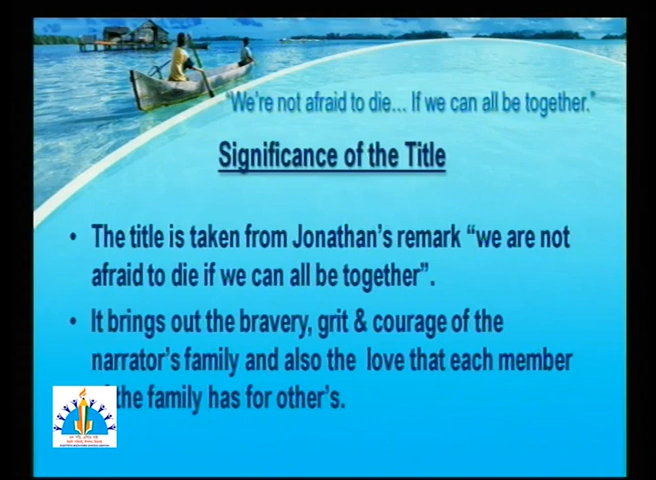 "We're not afraid to die... If we can all be together."
Significance of the Title
• The title is taken from Jonathan's remark "we are not
afraid to die if we can all be together".
• It brings out the bravery, grit & courage of the
narrator's family and also the love that each member
the family has for other's.